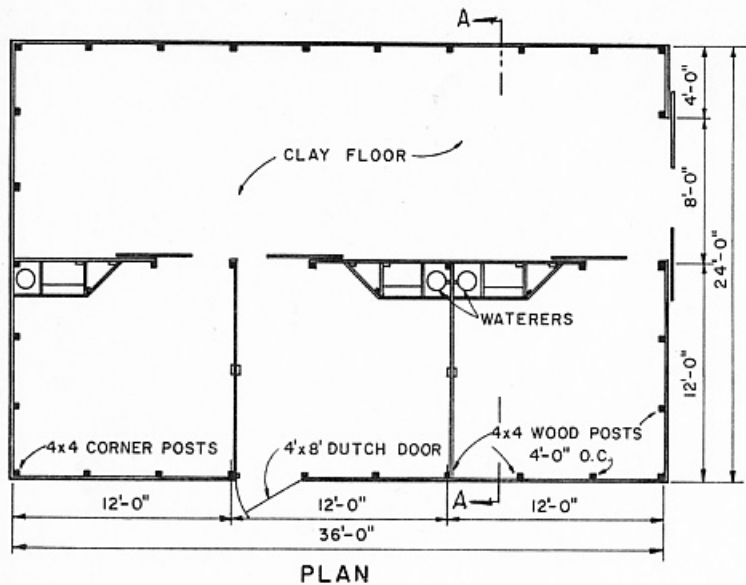 A
4'-0"
CLAY FLOOR
8'-0"
24'-0"
WATERERS
12'-0"
4x4 CORNER POSTS
4'x8' DUTCH DOOR
4x4 WOOD POSTS
4'-0" O.C.
A
12'-0"
12'-0"
12'-0"
36'-0"
PLAN